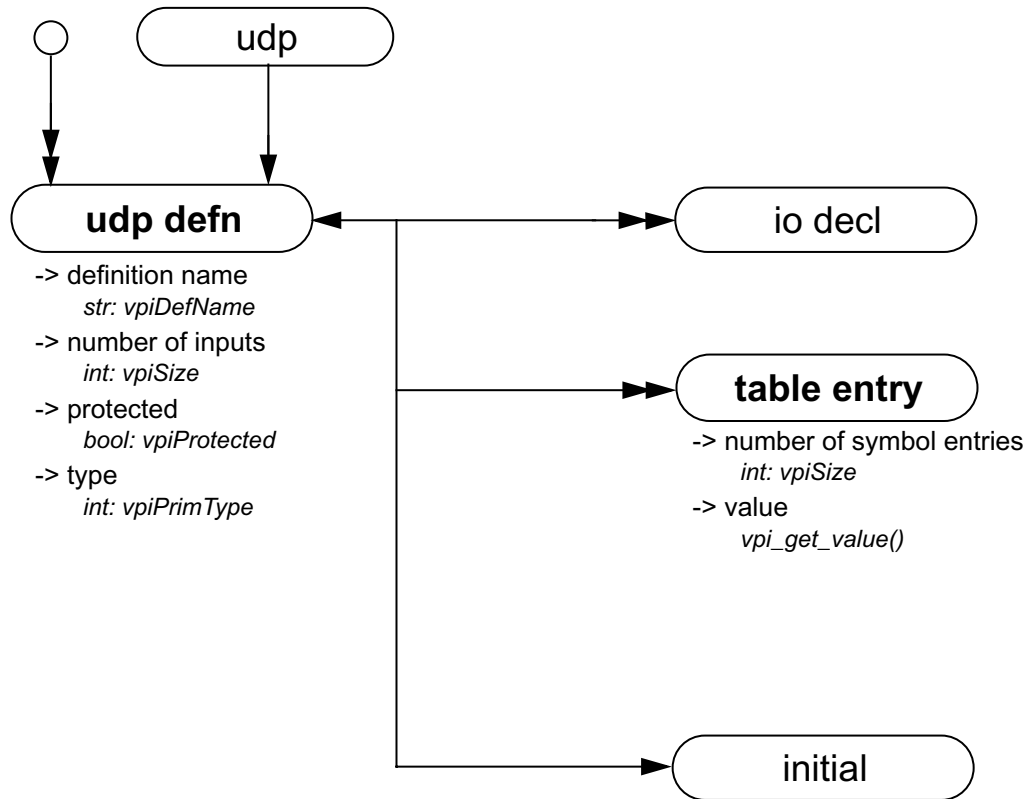 udp
udp defn
-> definition name
str: vpiDefName
-> number of inputs
int: vpiSize
-> protected
bool: vpiProtected
-> type
int: vpiPrimType
io decl
table entry
-> number of symbol entries
int: vpiSize
-> value
vpi_get_value()
initial